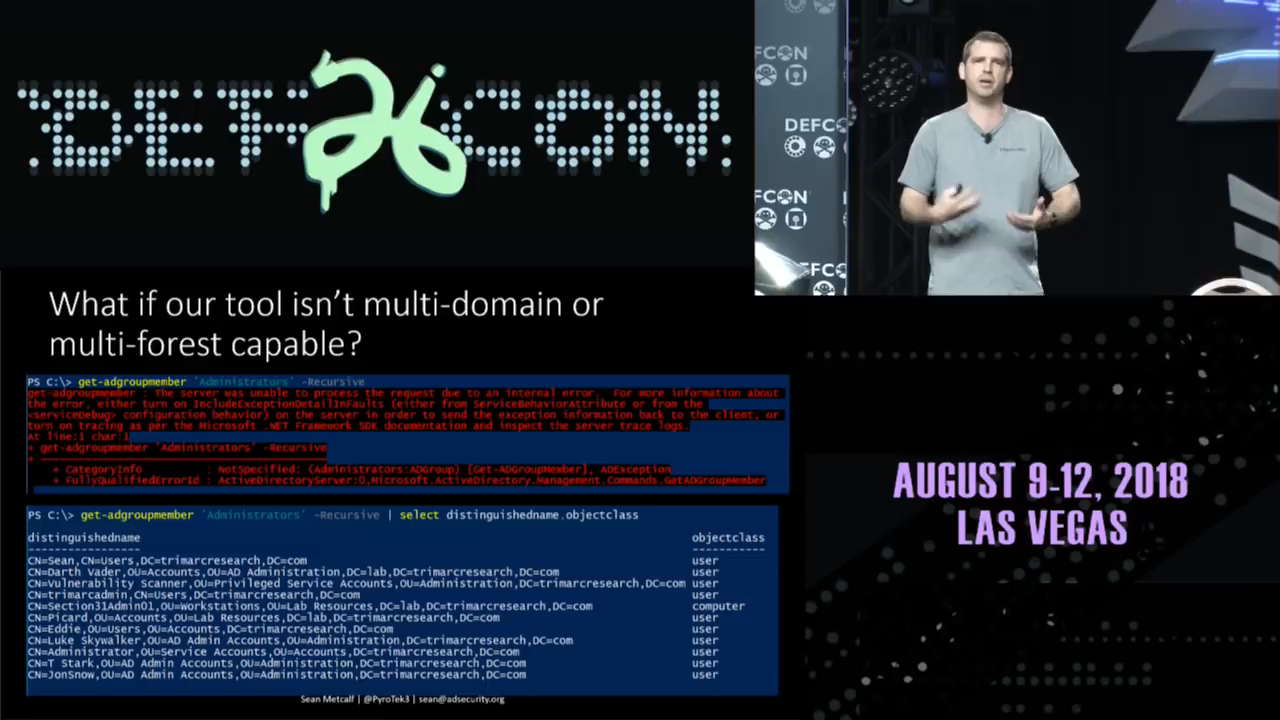 DEF CON
26
DEFCON
DEFCON
DEFCON
What if our tool isn't multi-domain or
multi-forest capable?
PS C:\> get-adgroupmember 'Administrators' -Recursive
get-adgroupmember : The server was unable to process the request due to an internal error.  For more information about
the error, either turn on IncludeExceptionDetailInFaults (either from ServiceBehaviorAttribute or from the
<serviceDebug> configuration behavior) on the server in order to send the exception information back to the client, or
turn on tracing as per the Microsoft .NET Framework SDK documentation and inspect the server trace logs.
At line:1 char:1
+ get-adgroupmember 'Administrators' -Recursive
+ CategoryInfo          : NotSpecified: (Administrators:ADGroup) [Get-ADGroupMember], ADException
+ FullyQualifiedErrorId : ActiveDirectoryServer:0,Microsoft.ActiveDirectory.Management.Commands.GetADGroupMember
PS C:\> get-adgroupmember 'Administrators' -Recursive | select distinguishedname,objectclass
distinguishedname objectclass
----------------- -----------
CN=Sean,CN=Users,DC=trimarcresearch,DC=com user
CN=Darth Vader,OU=Accounts,OU=AD Administration,DC=lab,DC=trimarcresearch,DC=com user
CN=Vulnerability Scanner,OU=Privileged Service Accounts,OU=Administration,DC=trimarcresearch,DC=com user
CN=trimarcadmin,CN=Users,DC=trimarcresearch,DC=com user
CN=Section31Admin01,OU=Workstations,OU=Lab Resources,DC=lab,DC=trimarcresearch,DC=com computer
CN=Picard,OU=Accounts,OU=Lab Resources,DC=lab,DC=trimarcresearch,DC=com user
CN=Eddie,OU=Users,OU=Accounts,DC=trimarcresearch,DC=com user
CN=Luke Skywalker,OU=AD Admin Accounts,OU=Administration,DC=trimarcresearch,DC=com user
CN=Administrator,OU=Service Accounts,OU=Accounts,DC=trimarcresearch,DC=com user
CN=T Stark,OU=AD Admin Accounts,OU=Administration,DC=trimarcresearch,DC=com user
CN=JonSnow,OU=AD Admin Accounts,OU=Administration,DC=trimarcresearch,DC=com user
Sean Metcalf | @PyroTek3 | sean@adsecurity.org
AUGUST 9-12, 2018
LAS VEGAS